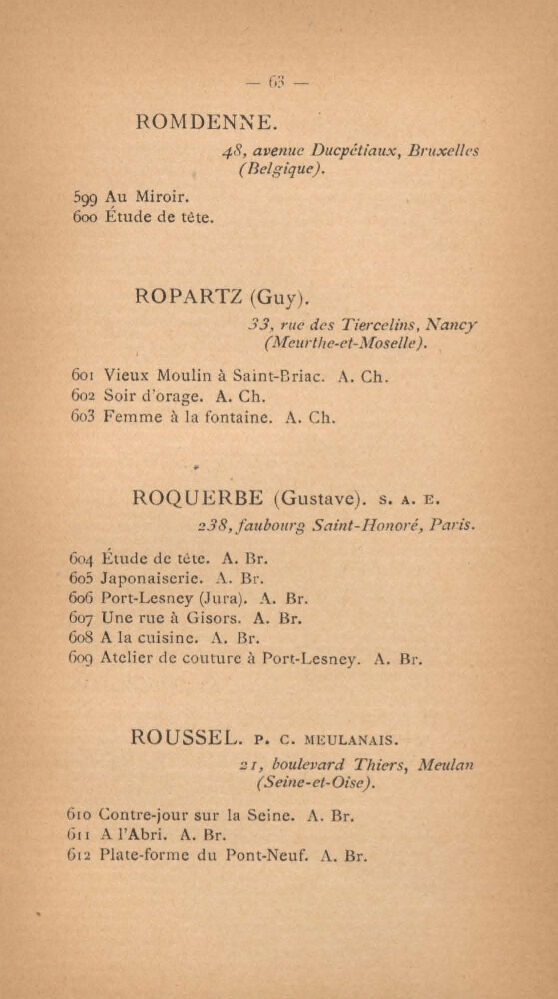 — 63 —
ROMDENNE.
48, avenue Ducpétiaux, Bruxelles
(Belgique).
599 Au Miroir.
600 Étude de tête.
ROPARTZ (Guy).
33, rue des Tiercelins, Nancy
(Meurthe-et-Moselle).
601 Vieux Moulin à Saint-Briac. A. Ch.
602 Soir d'orage. A. Ch.
603 Femme à la fontaine. A. Ch.
ROQUERBE (Gustave). S. A. E.
238, faubourg Saint-Honoré, Paris.
604 Étude de tête. A. Br.
605 Japonaiserie. A. Br.
606 Port-Lesney (Jura). A. Br.
607 Une rue à Gisors. A. Br.
608 A la cuisine. A. Br.
609 Atelier de couture à Port-Lesney. A. Br.
ROUSSEL. P. C. MEULANAIS.
21, boulevard Thiers, Meulan
(Seine-et-Oise).
610 Contre-jour sur la Seine. A. Br.
611 A l'Abri. A. Br.
612 Plate-forme du Pont-Neuf. A. Br.